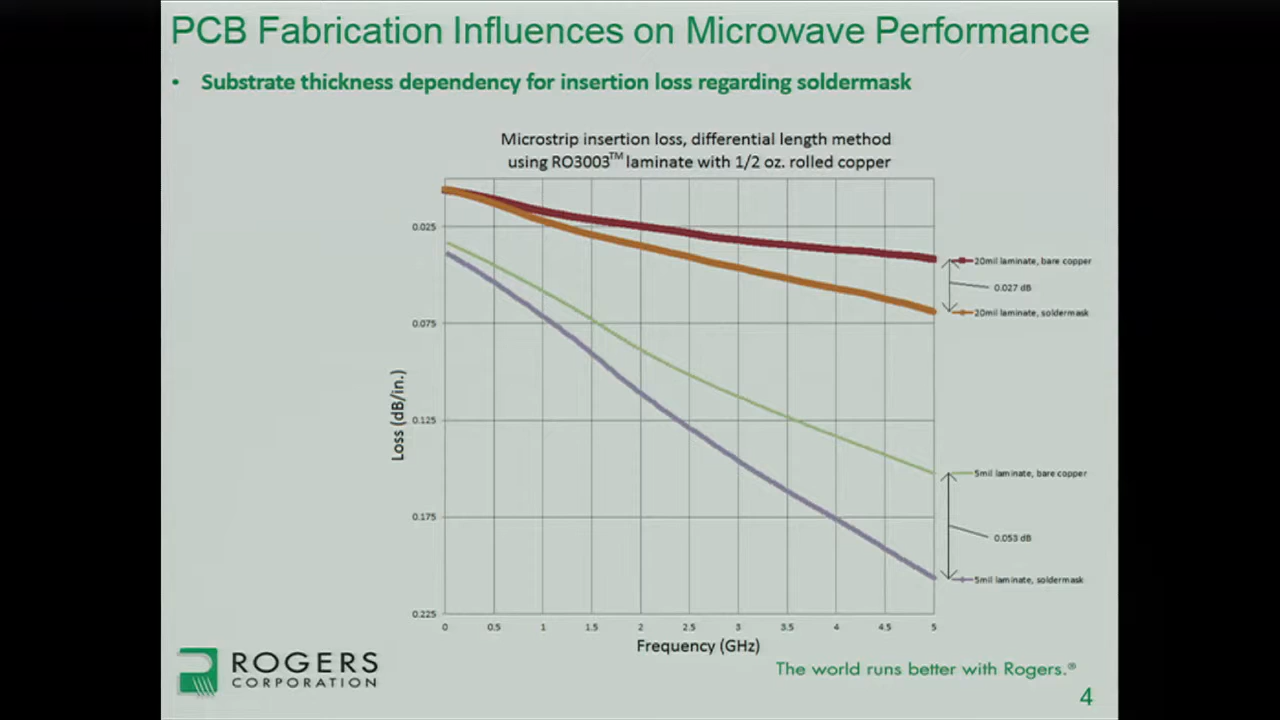 PCB Fabrication Influences on Microwave Performance
• Substrate thickness dependency for insertion loss regarding soldermask
Microstrip insertion loss, differential length method
using RO3003TM laminate with 1/2 oz. rolled copper
0.025
0.075
0.125
0.175
0.225
Loss (dB/in.)
20mil laminate, bare copper
0.027 dB
20mil laminate, soldermask
5mil laminate, bare copper
0.053 dB
5mil laminate, soldermask
0 0.5 1 1.5 2 2.5 3 3.5 4 4.5 5
Frequency (GHz)
ROGERS
CORPORATION
The world runs better with Rogers.®
4